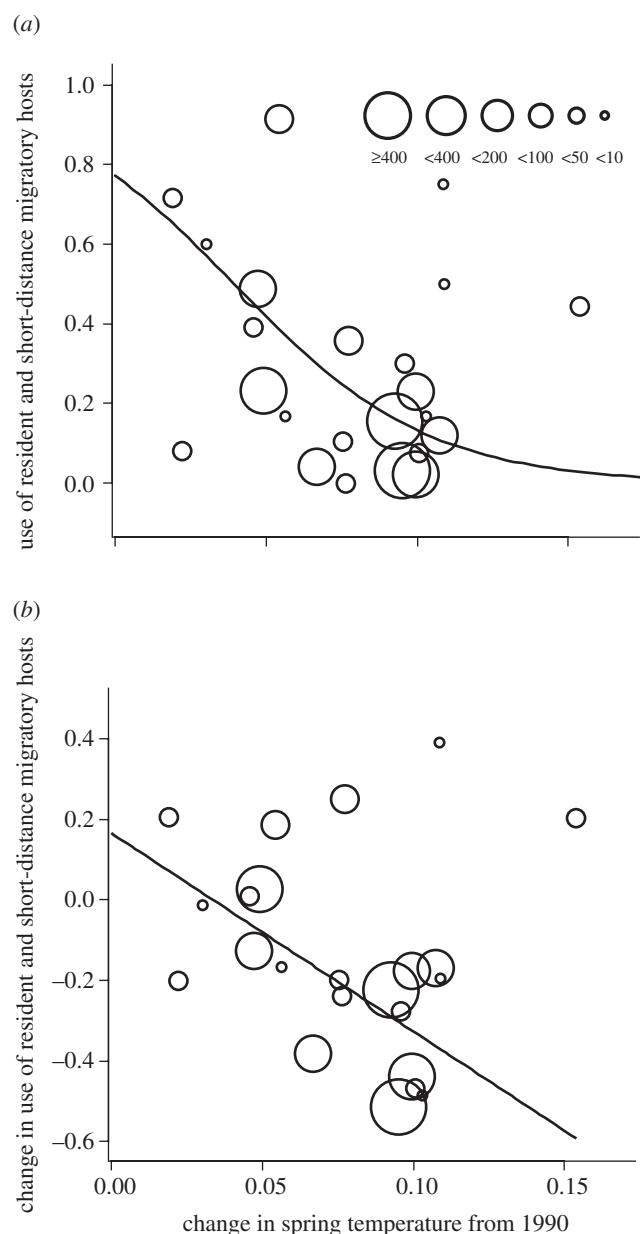 (a)
use of resident and short-distance migratory hosts
1.0
0.8
0.6
0.4
0.2
0.0
≥400 <400 <200 <100 <50 <10
(b)
change in use of resident and short-distance migratory hosts
0.4
0.2
0.0
–0.2
–0.4
–0.6
0.00 0.05 0.10 0.15
change in spring temperature from 1990